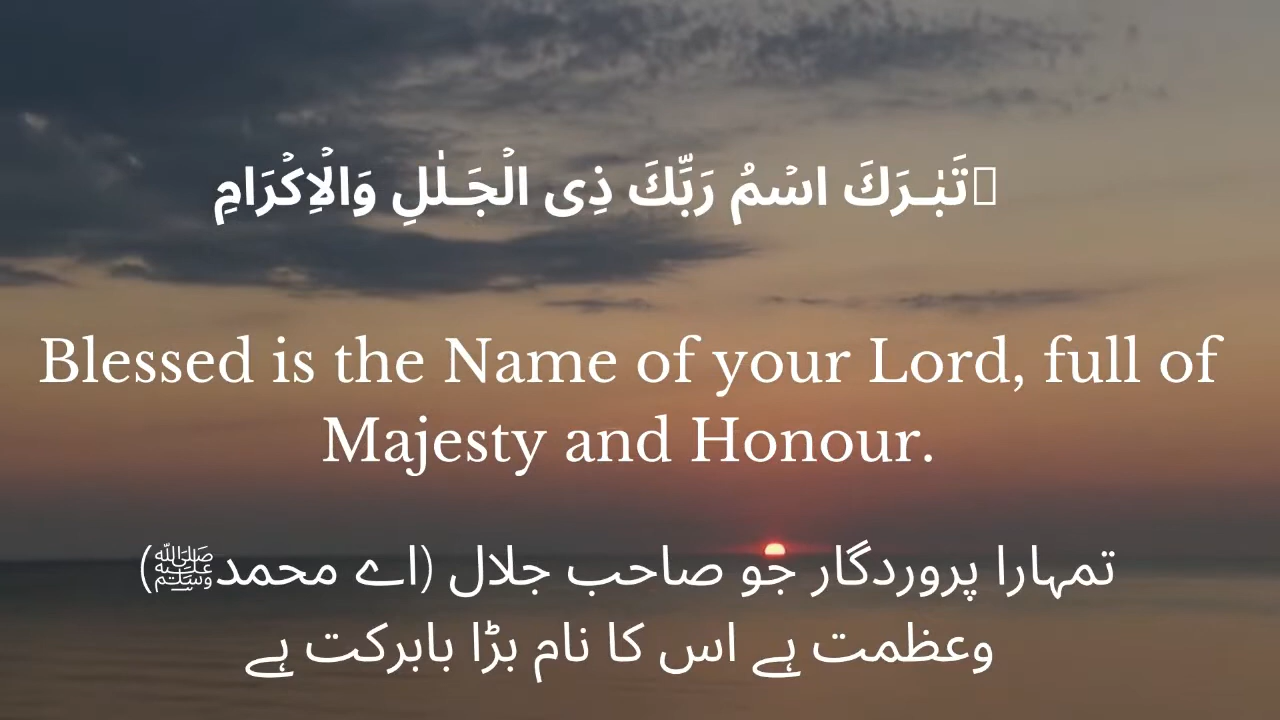 تَبٰـرَكَ اسۡمُ رَبِّكَ ذِى الۡجَـلٰلِ وَالۡاِكۡرَامِ
Blessed is the Name of your Lord, full of
Majesty and Honour.
تمہارا پروردگار جو صاحب جلال (اے محمدﷺ)
وعظمت ہے اس کا نام بڑا بابرکت ہے